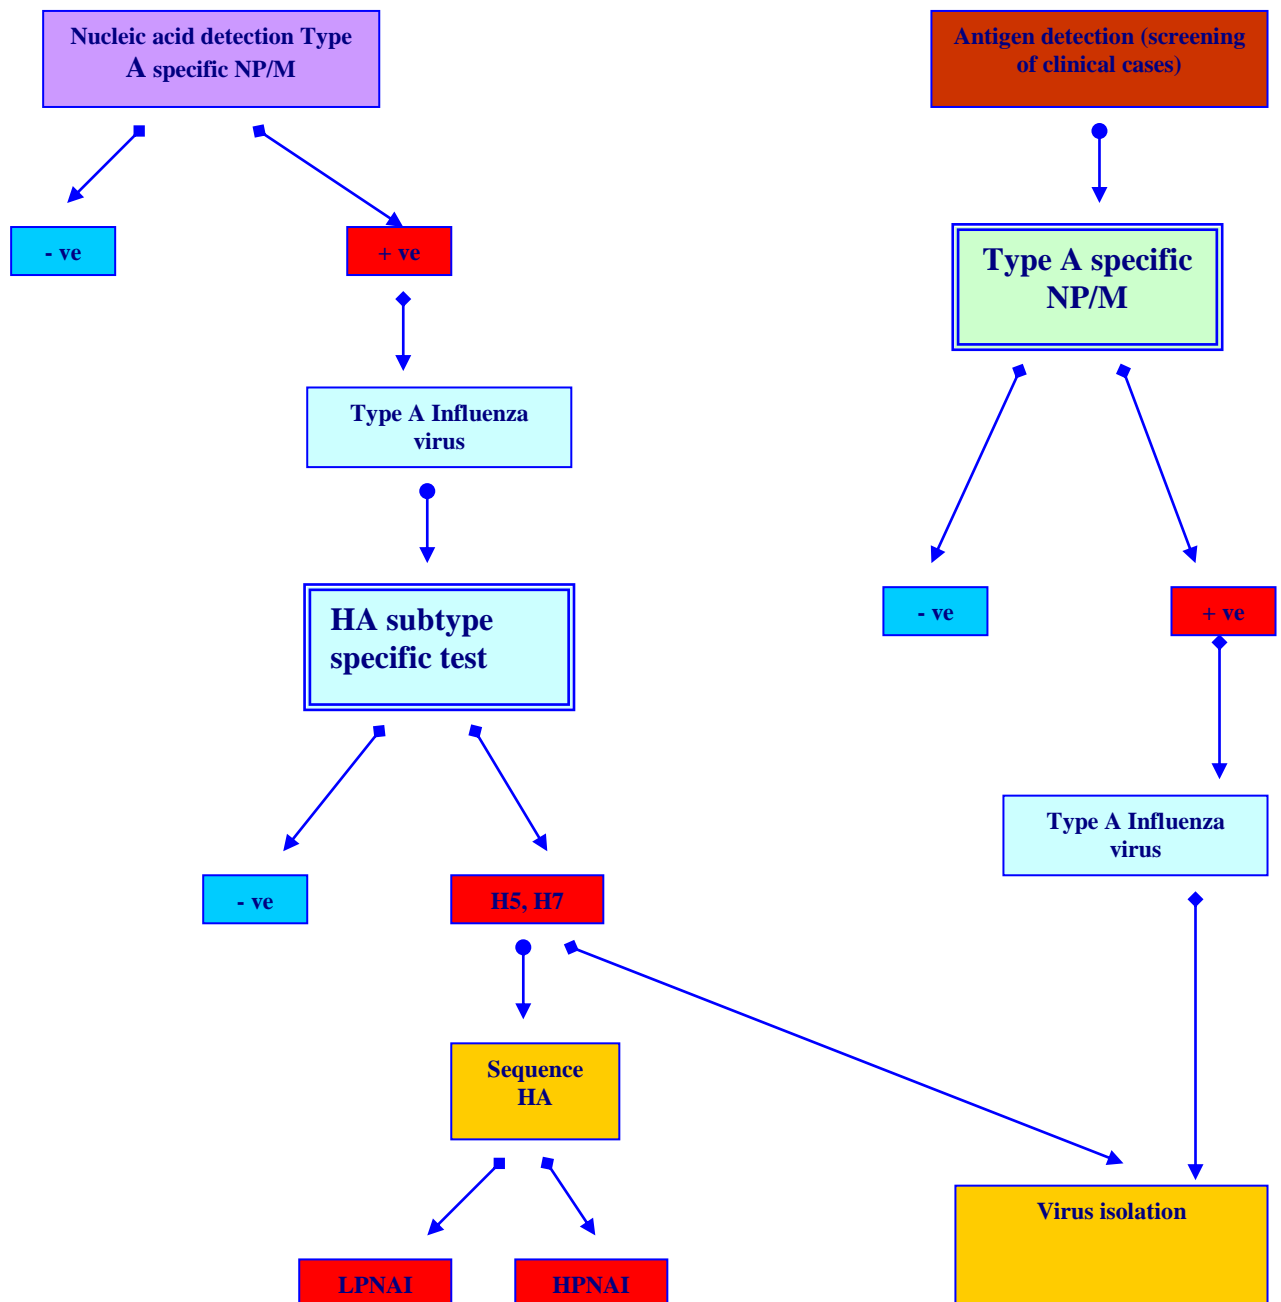 Nucleic acid detection Type
A specific NP/M
Antigen detection (screening
of clinical cases)
- ve
+ ve
Type A specific
NP/M
Type A Influenza
virus
HA subtype
specific test
- ve
+ ve
Type A Influenza
virus
- ve
H5, H7
Sequence
HA
Virus isolation
LPNAI
HPNAI